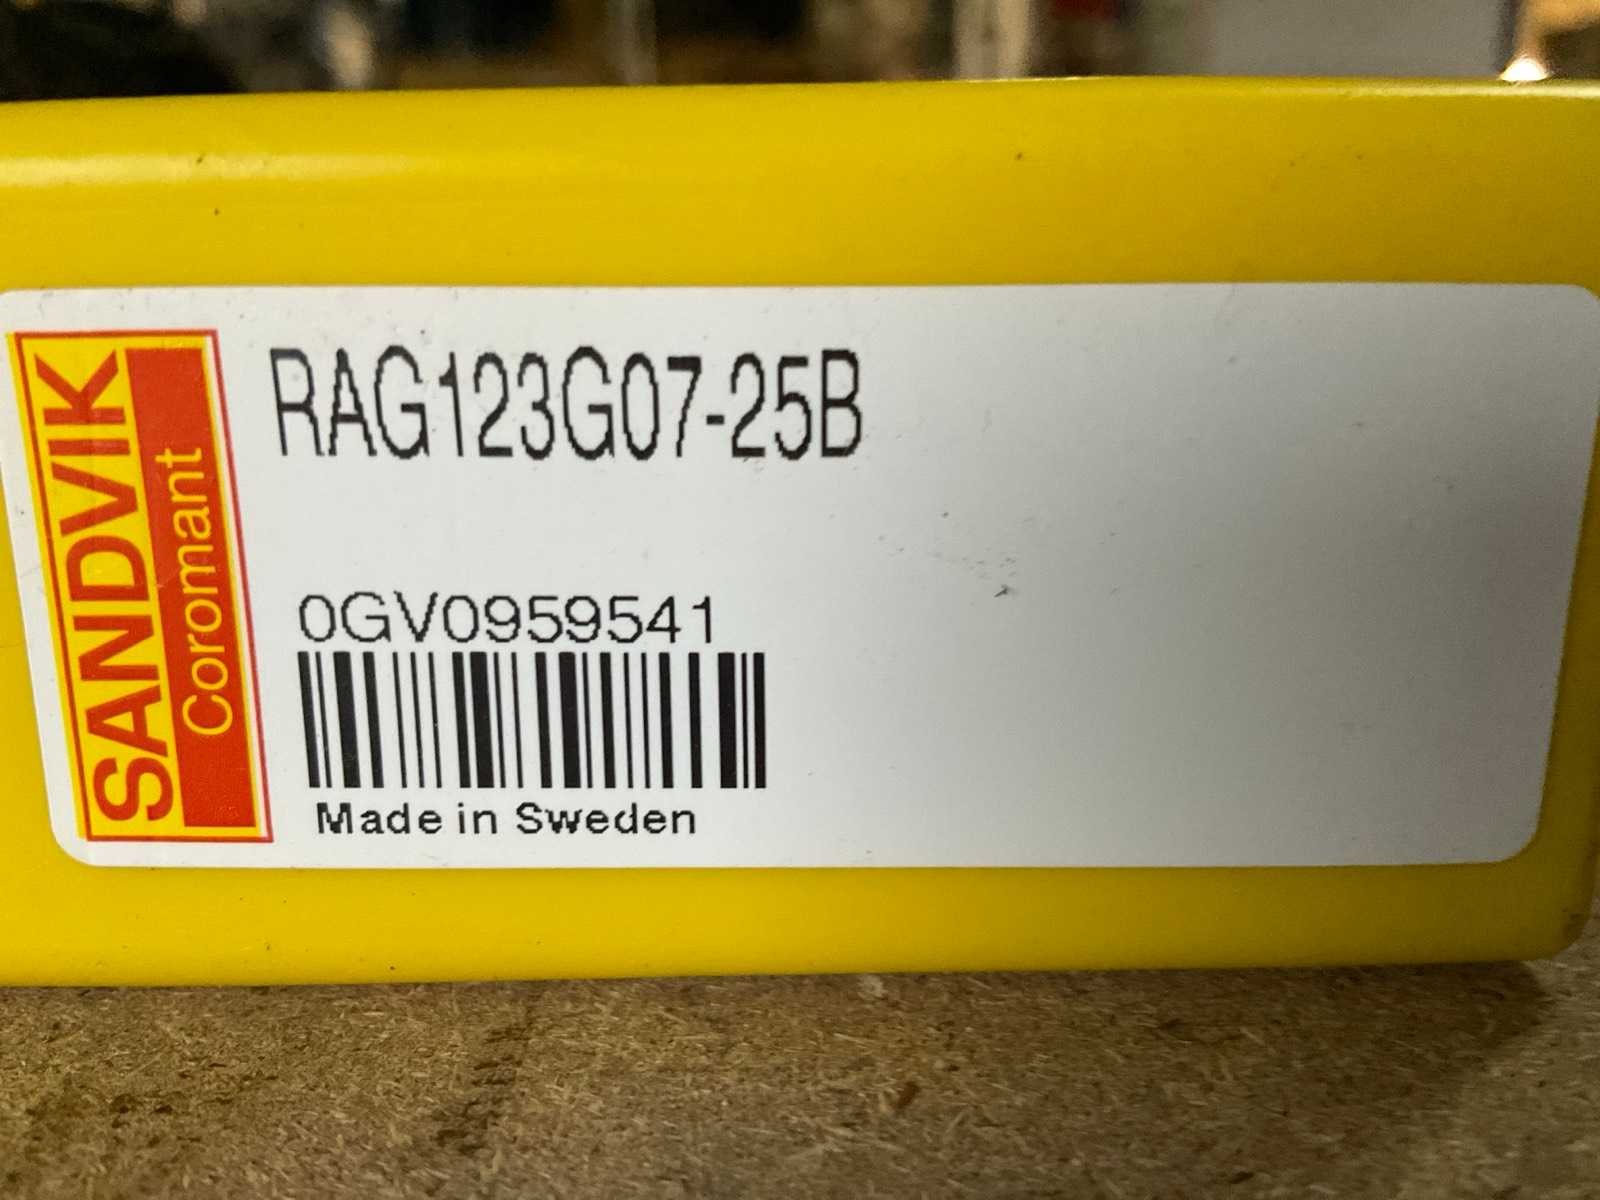 SANDVIK
Coromant
RAG123G07-25B
0GV0959541
Made in Sweden